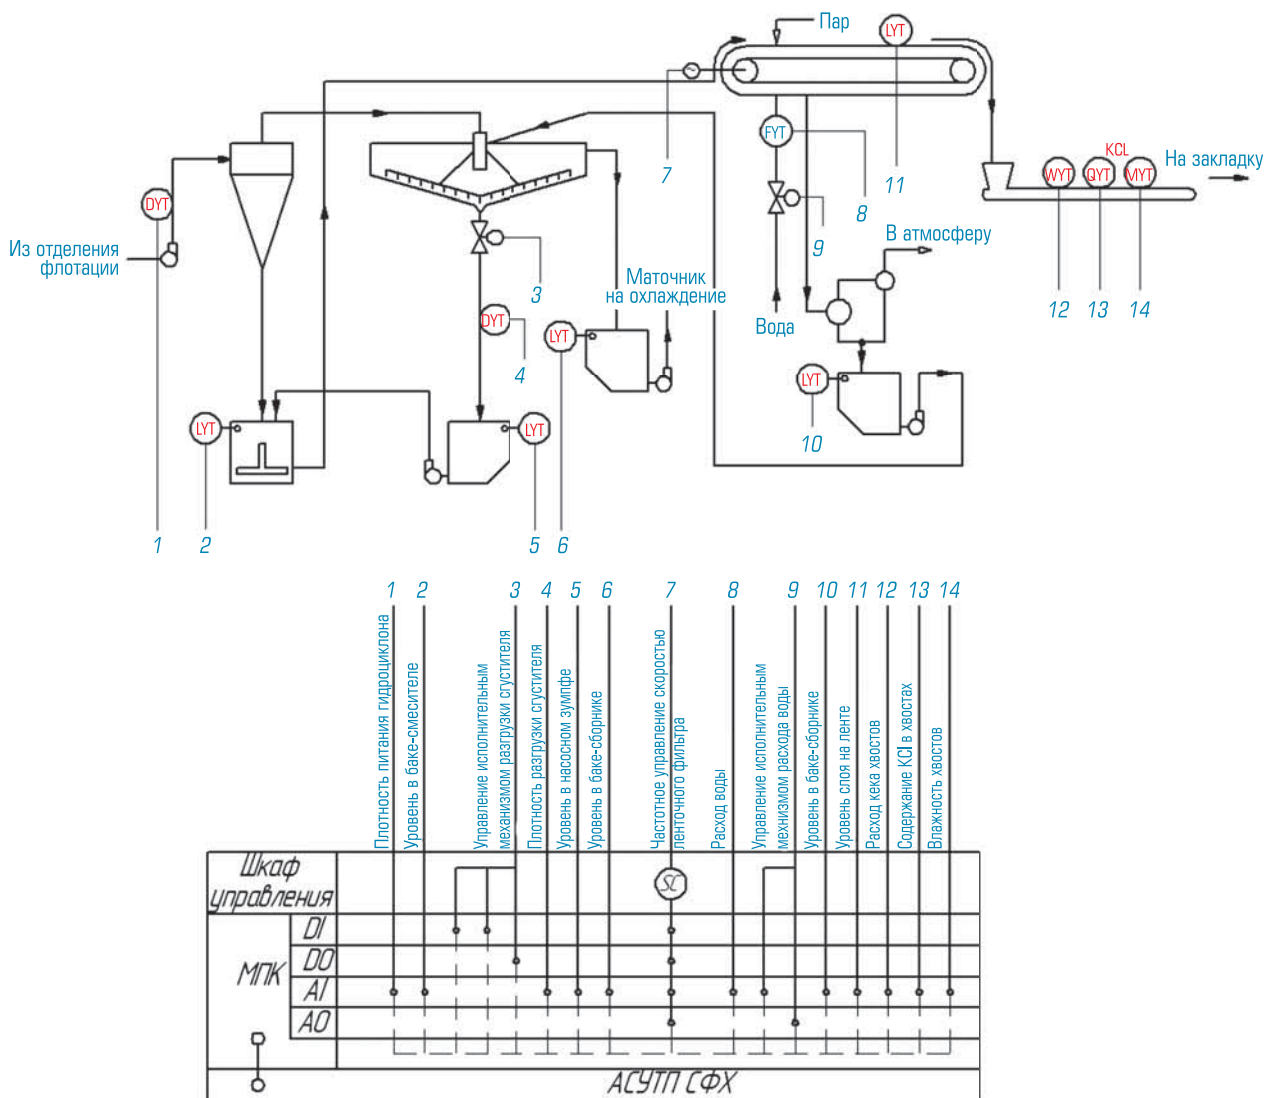 Пар
LYT
7
FYT
11
8
9
KCL
WYT
QYT
MYT
На закладку
12
13
14
DYT
Из отделения
флотации
3
DYT
4
Маточник
на охлаждение
LYT
Вода
В атмосферу
LYT
10
LYT
LYT
1
2
5
6
1
2
3
4
5
6
7
8
9
10
11
12
13
14
Плотность питания гидроциклона
Уровень в баке-смесителе
Управление исполнительным
механизмом разгрузки сгустителя
Плотность разгрузки сгустителя
Уровень в насосном зумпфе
Уровень в баке-сборнике
Частотное управление скоростью
ленточного фильтра
Расход воды
Управление исполнительным
мехнизмом расхода воды
Уровень в баке-сборнике
Уровень слоя на ленте
Расход кека хвостов
Содержание KCl в хвостах
Влажность хвостов
Шкаф
управления
SC
МПК
DI
DO
AI
AO
АСУТП СФХ